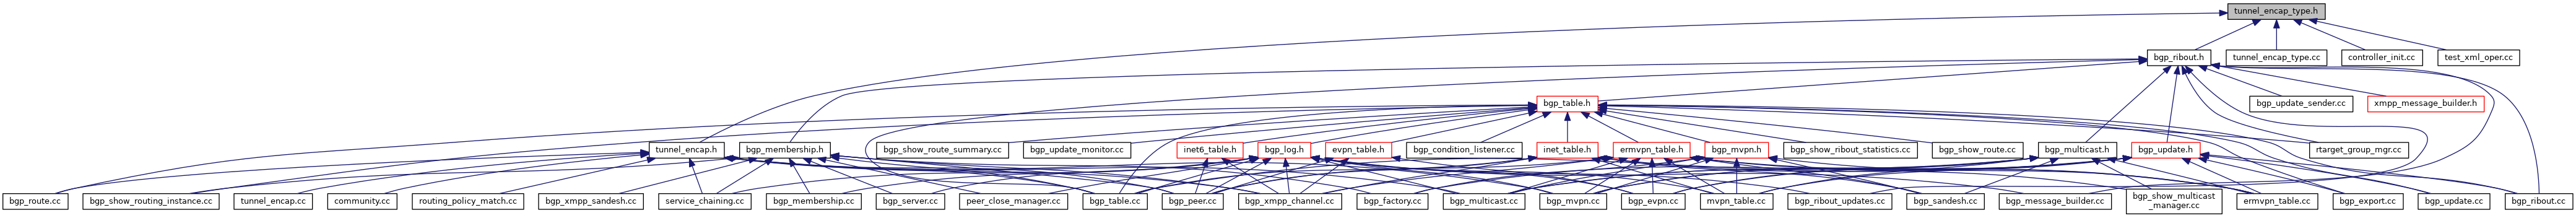 tunnel_encap_type.h
bgp_ribout.h
tunnel_encap_type.cc
controller_init.cc
test_xml_oper.cc
bgp_table.h
bgp_update_sender.cc
xmpp_message_builder.h
tunnel_encap.h
bgp_membership.h
bgp_show_route_summary.cc
bgp_update_monitor.cc
inet6_table.h
bgp_log.h
evpn_table.h
bgp_condition_listener.cc
inet_table.h
ermvpn_table.h
bgp_mvpn.h
bgp_show_ribout_statistics.cc
bgp_show_route.cc
bgp_multicast.h
bgp_update.h
rtarget_group_mgr.cc
bgp_route.cc
bgp_show_routing_instance.cc
tunnel_encap.cc
community.cc
routing_policy_match.cc
bgp_xmpp_sandesh.cc
service_chaining.cc
bgp_membership.cc
bgp_server.cc
peer_close_manager.cc
bgp_table.cc
bgp_peer.cc
bgp_xmpp_channel.cc
bgp_factory.cc
bgp_multicast.cc
bgp_mvpn.cc
bgp_evpn.cc
mvpn_table.cc
bgp_ribout_updates.cc
bgp_sandesh.cc
bgp_message_builder.cc
bgp_show_multicast
_manager.cc
ermvpn_table.cc
bgp_export.cc
bgp_update.cc
bgp_ribout.cc